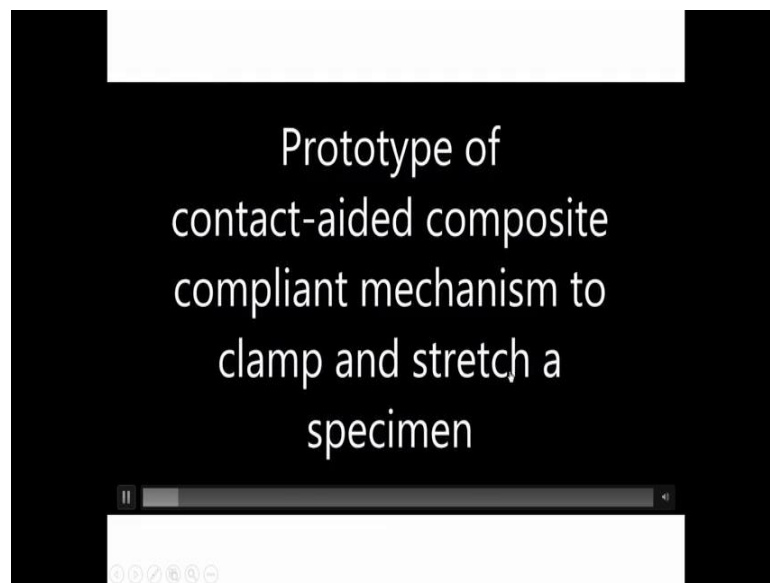 Prototype of
contact-aided composite
compliant mechanism to
clamp and stretch a
specimen